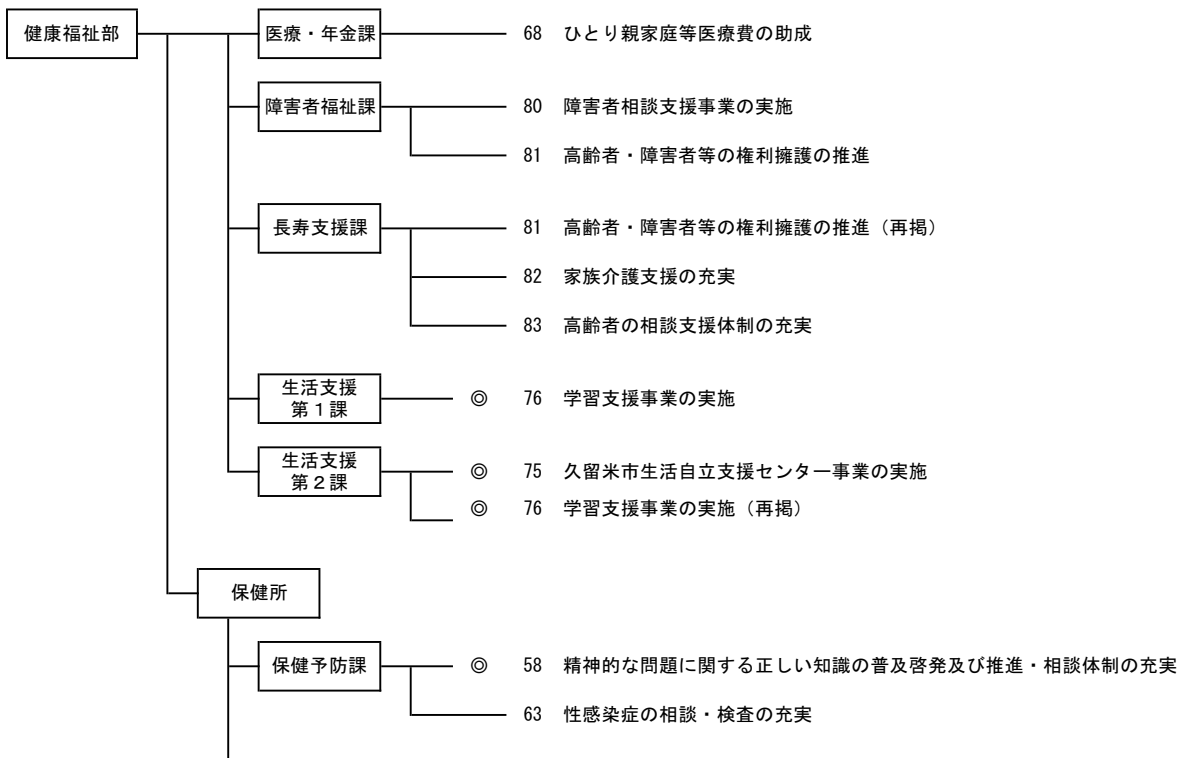 健康福祉部
医療・年金課
68 ひとり親家庭等医療費の助成
障害者福祉課
80 障害者相談支援事業の実施
81 高齢者・障害者等の権利擁護の推進
長寿支援課
81 高齢者・障害者等の権利擁護の推進（再掲）
82 家族介護支援の充実
83 高齢者の相談支援体制の充実
生活支援
第１課
◎ 76 学習支援事業の実施
生活支援
第２課
◎ 75 久留米市生活自立支援センター事業の実施
◎ 76 学習支援事業の実施（再掲）
保健所
保健予防課
◎ 58 精神的な問題に関する正しい知識の普及啓発及び推進・相談体制の充実
63 性感染症の相談・検査の充実